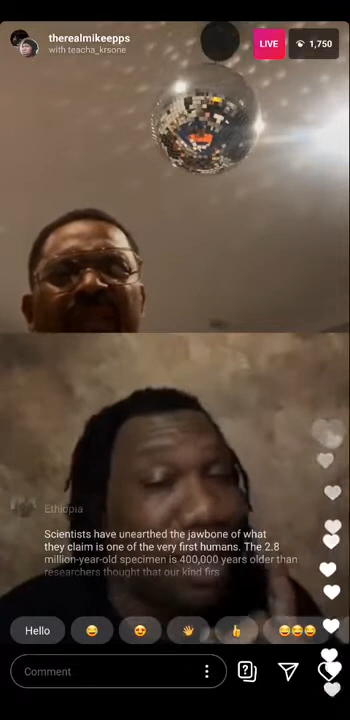 therealmikeepps
with teacha_krsone
LIVE
1,750
Ethiopia
Scientists have unearthed the jawbone of what
they claim is one of the very first humans. The 2.8
million-year-old specimen is 400,000 years older than
researchers thought that our kind firs
Hello
Comment